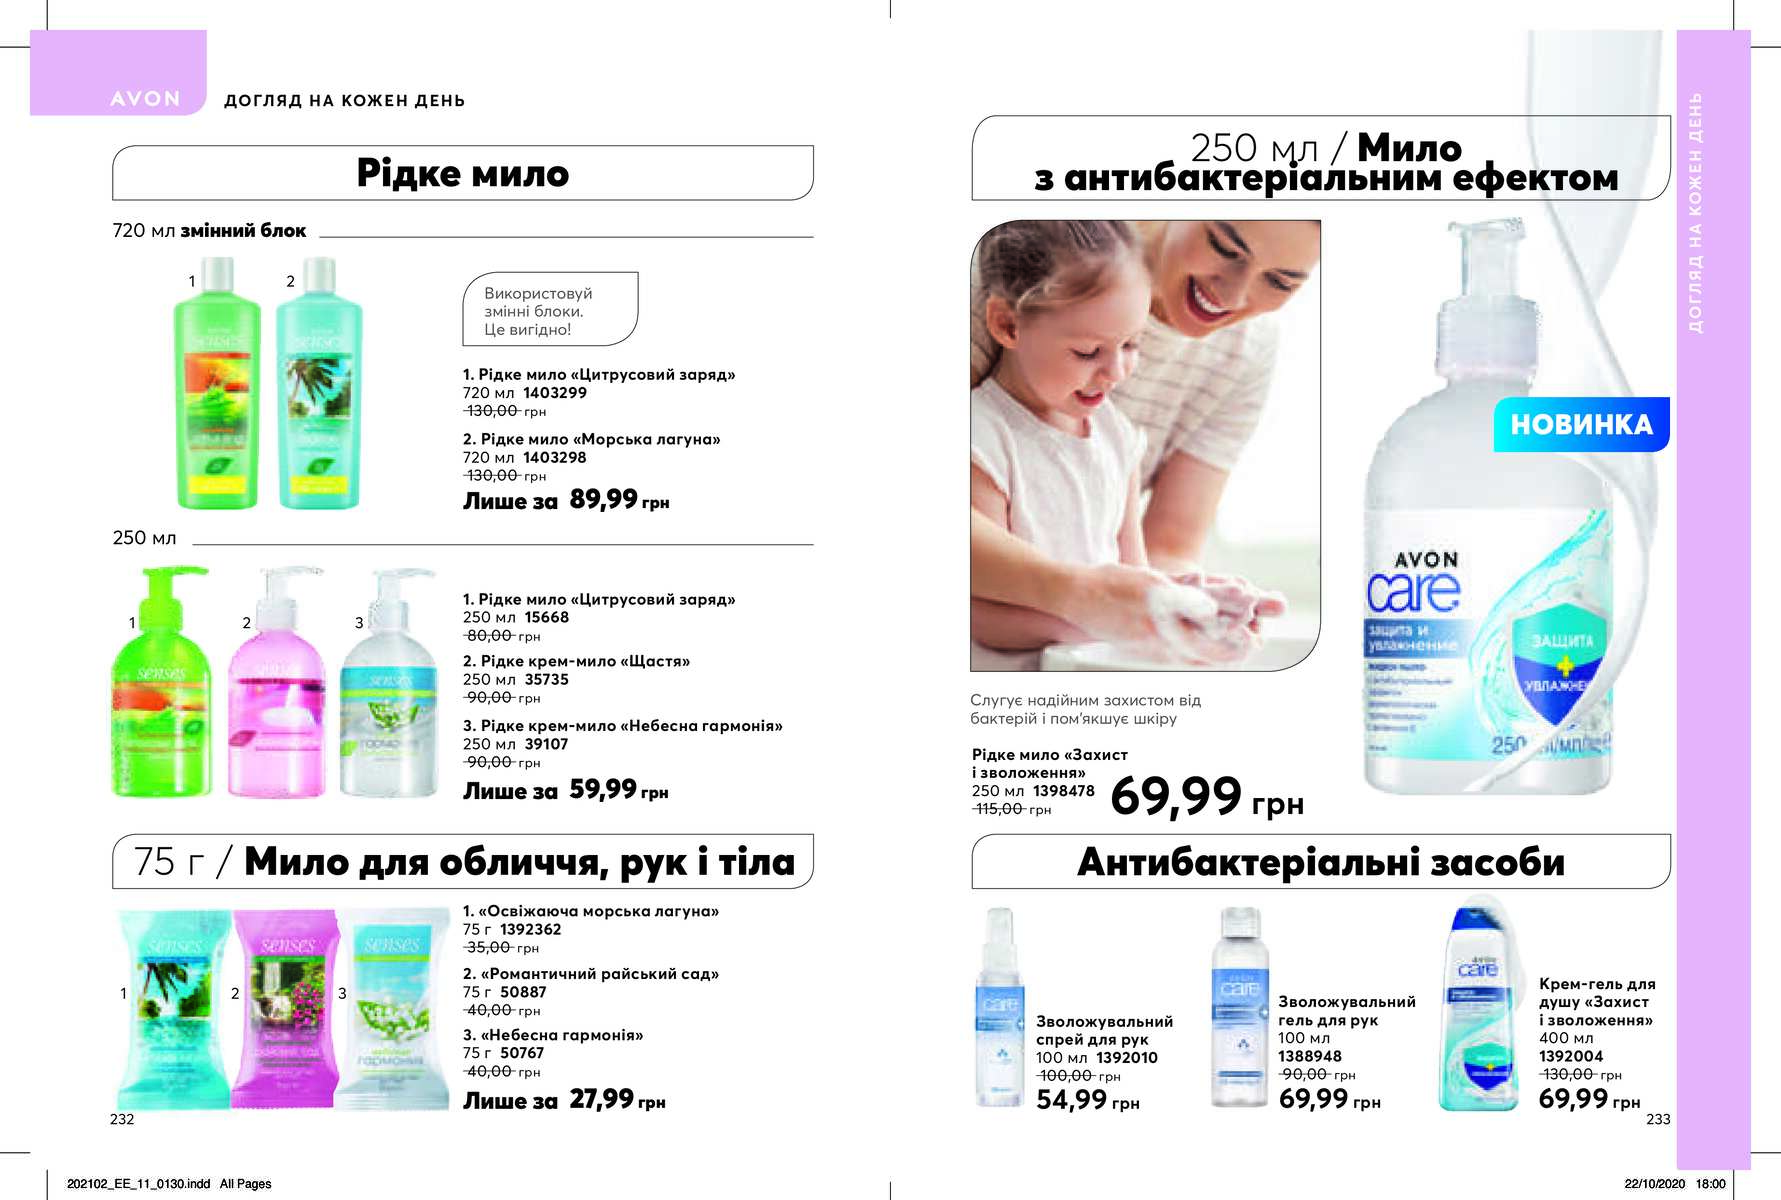 AVON
ДОГЛЯД НА КОЖЕН ДЕНЬ
Рідке мило
720 мл змінний блок
1
2
Використовуй
змінні блоки.
Це вигідно!
1. Рідке мило «Цитрусовий заряд»
720 мл 1403299
130,00 грн
2. Рідке мило «Морська лагуна»
720 мл 1403298
130,00 грн
Лише за 89,99 грн
senses
senses
250 мл
1
2
3
senses
senses
senses
1. Рідке мило «Цитрусовий заряд»
250 мл 15668
80,00 грн
2. Рідке крем-мило «Щастя»
250 мл 35735
90,00 грн
3. Рідке крем-мило «Небесна гармонія»
250 мл 39107
90,00 грн
Лише за 59,99 грн
75 г / Мило для обличчя, рук і тіла
1
2
3
senses
senses
senses
1. «Освіжаюча морська лагуна»
75 г 1392362
35,00 грн
2. «Романтичний райський сад»
75 г 50887
40,00 грн
3. «Небесна гармонія»
75 г 50767
40,00 грн
Лише за 27,99 грн
232
250 мл / Мило
з антибактеріальним ефектом
ДОГЛЯД НА КОЖЕН ДЕНЬ
НОВИНКА
AVON
care
защита и
увлажнение
ЗАЩИТА
+
УВЛАЖНЕ
Слугує надійним захистом від
бактерій і пом'якшує шкіру
Рідке мило «Захист
і зволоження»
250 мл 1398478
115,00 грн
69,99 грн
Антибактеріальні засоби
care
Зволожувальний
спрей для рук
100 мл 1392010
100,00 грн
54,99 грн
care
Зволожувальний
гель для рук
100 мл
1388948
90,00 грн
69,99 грн
care
Крем-гель для
душу «Захист
і зволоження»
400 мл
1392004
130,00 грн
69,99 грн
233
202102_EE_11_0130.indd All Pages
22/10/2020 18:00